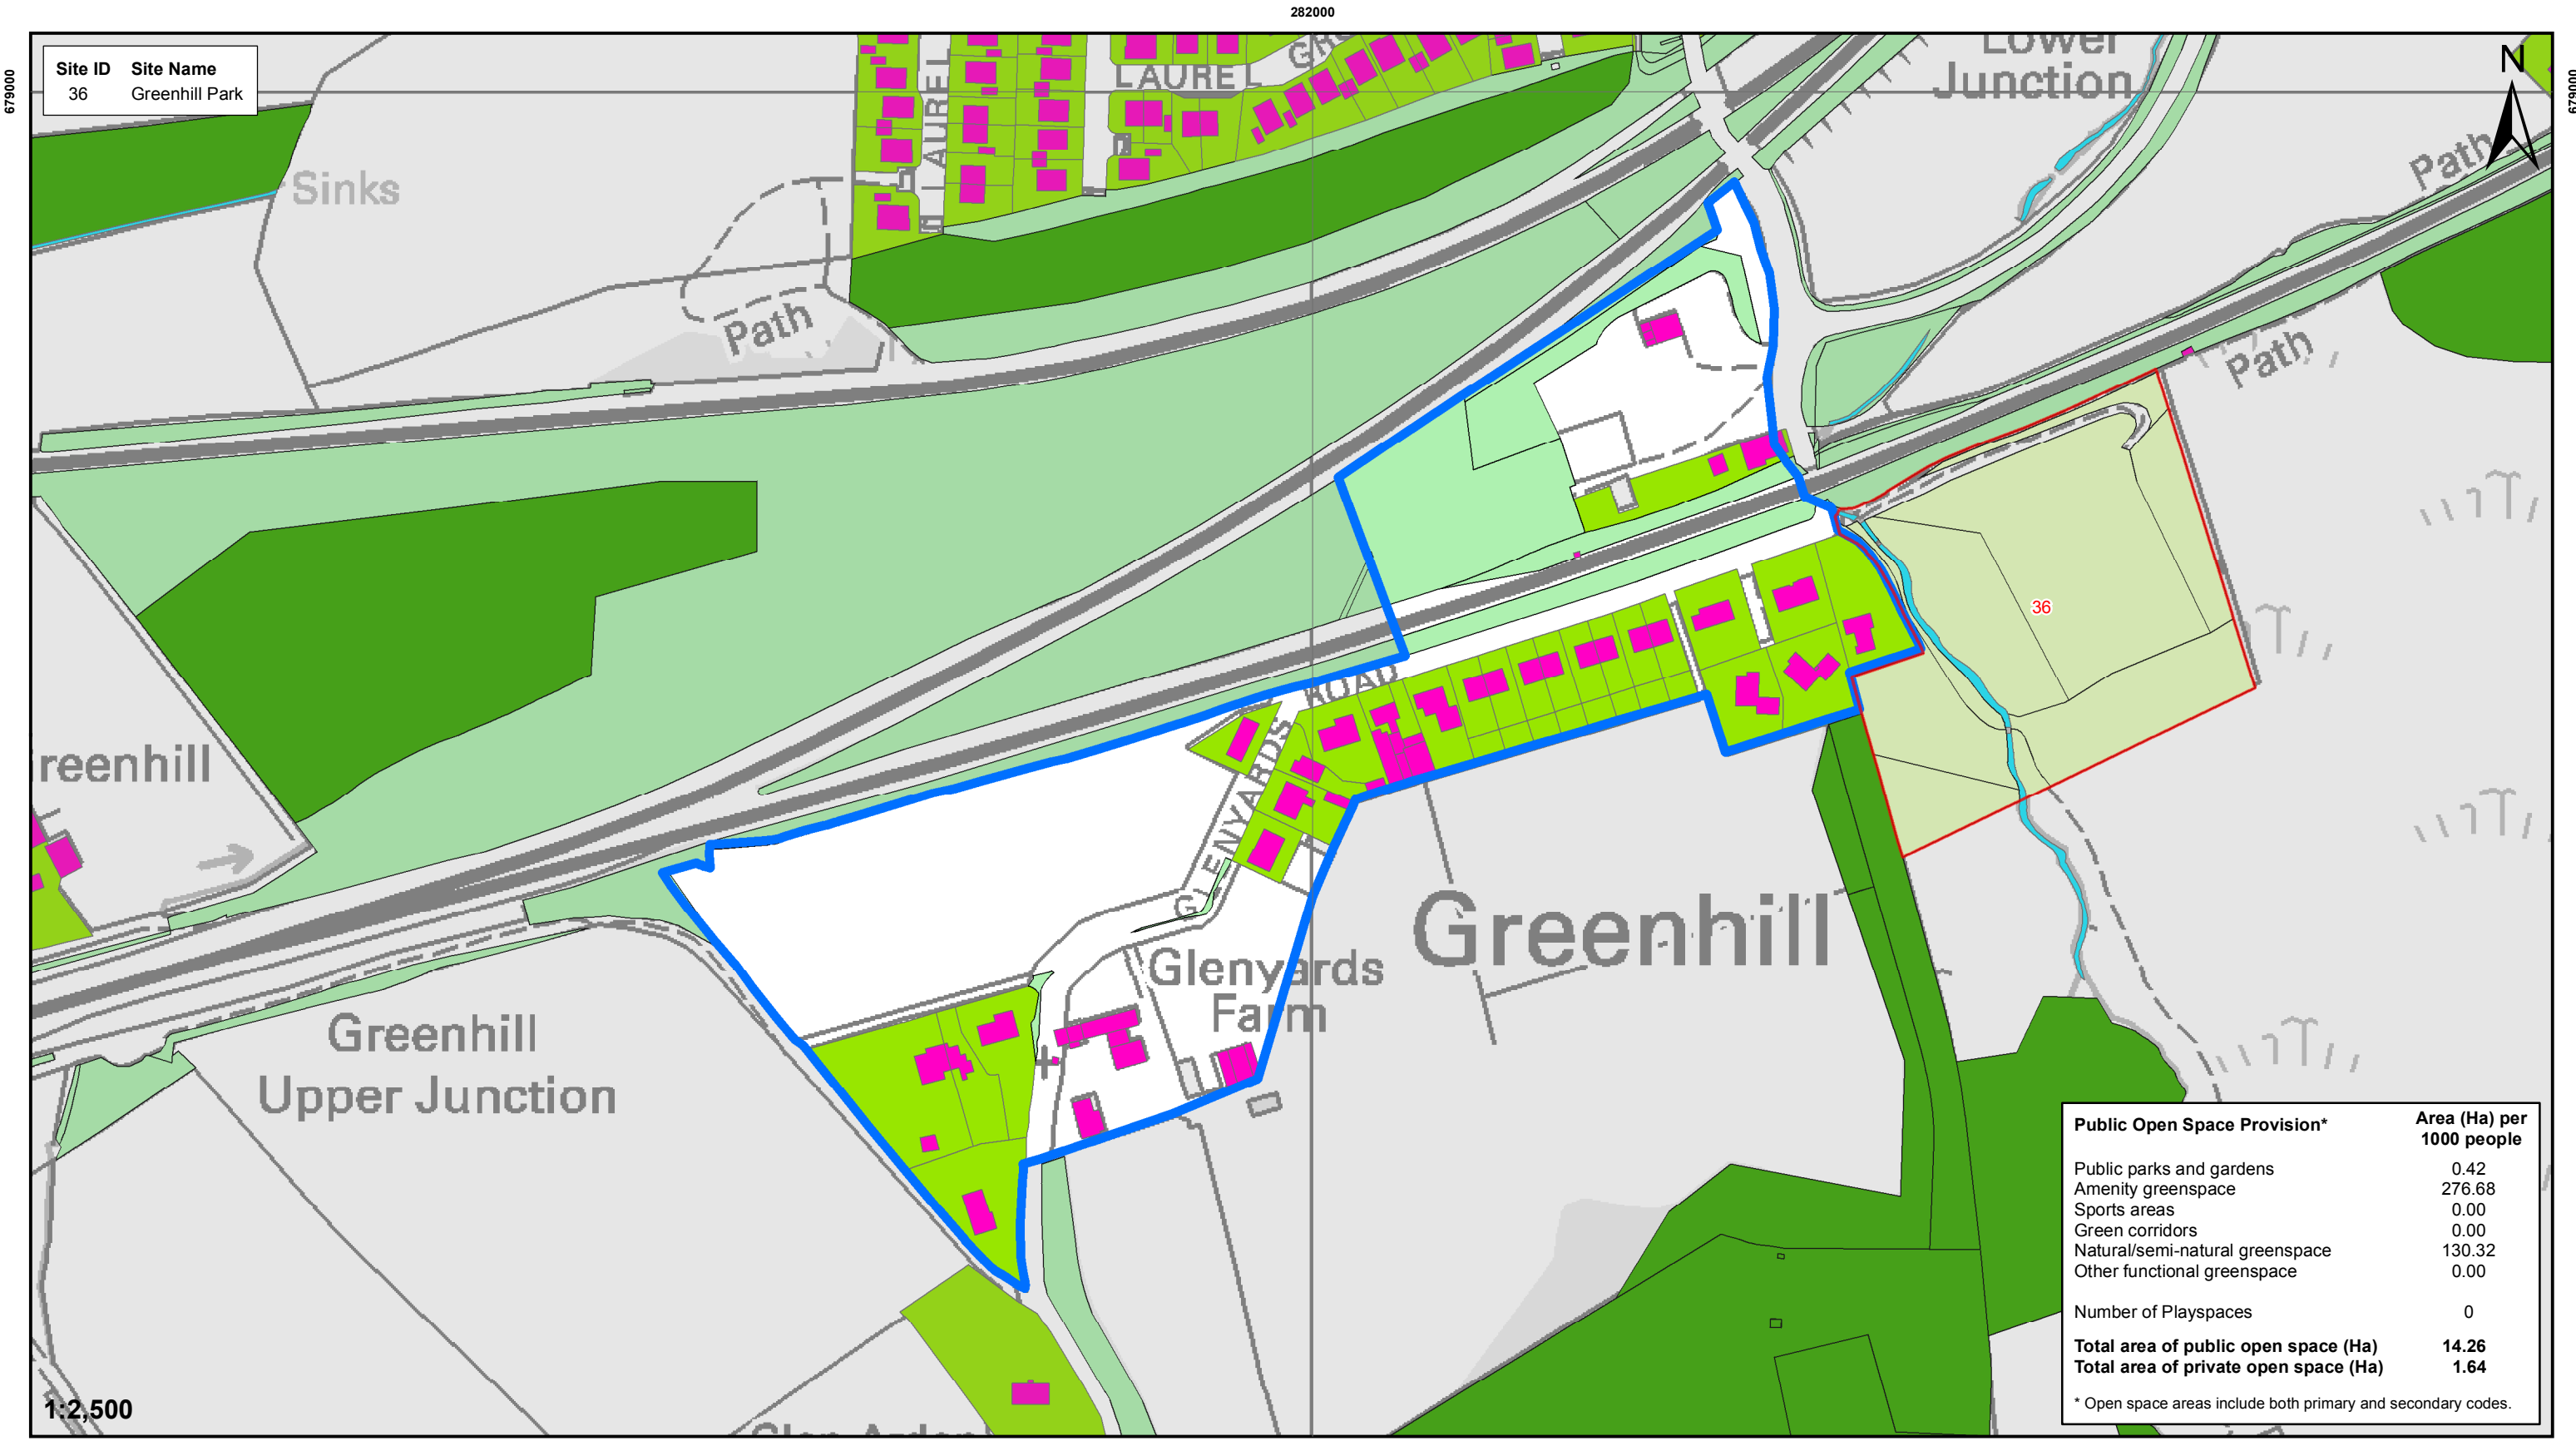 282000
679000
679000
Site ID Site Name
36 Greenhill Park
N
LAUREL
LAUREL
Lower
Junction
Sinks
Path
Path
Path
36
ROAD
GLENYARDS
reenhill
Greenhill
Glenyards
Farm
Greenhill
Upper Junction
1:2,500
Public Open Space Provision* Area (Ha) per
1000 people
Public parks and gardens 0.42
Amenity greenspace 276.68
Sports areas 0.00
Green corridors 0.00
Natural/semi-natural greenspace 130.32
Other functional greenspace 0.00
Number of Playspaces 0
Total area of public open space (Ha) 14.26
Total area of private open space (Ha) 1.64
* Open space areas include both primary and secondary codes.